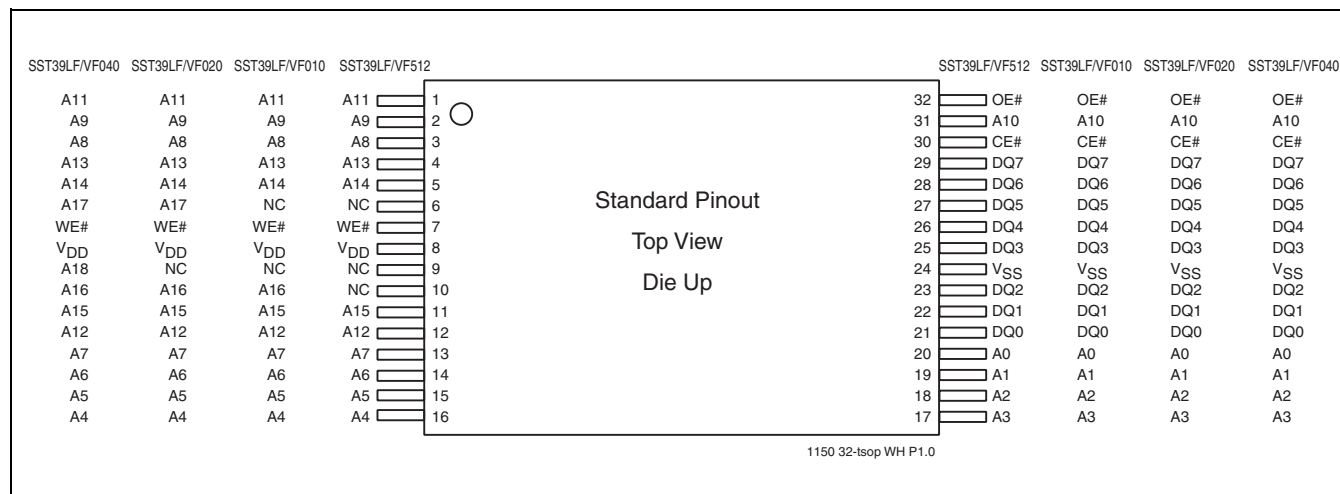 SST39LF/VF040 SST39LF/VF020 SST39LF/VF010 SST39LF/VF512 SST39LF/VF512 SST39LF/VF010 SST39LF/VF020 SST39LF/VF040
A11 A11 A11 A11 1 32 OE# OE# OE# OE#
A9 A9 A9 A9 2 31 A10 A10 A10 A10
A8 A8 A8 A8 3 30 CE# CE# CE# CE#
A13 A13 A13 A13 4 29 DQ7 DQ7 DQ7 DQ7
A14 A14 A14 A14 5 28 DQ6 DQ6 DQ6 DQ6
A17 A17 NC NC 6 Standard Pinout 27 DQ5 DQ5 DQ5 DQ5
WE# WE# WE# WE# 7 26 DQ4 DQ4 DQ4 DQ4
VDD VDD VDD VDD 8 Top View 25 DQ3 DQ3 DQ3 DQ3
A18 NC NC NC 9 24 VSS VSS VSS VSS
A16 A16 A16 NC 10 Die Up 23 DQ2 DQ2 DQ2 DQ2
A15 A15 A15 A15 11 22 DQ1 DQ1 DQ1 DQ1
A12 A12 A12 A12 12 21 DQ0 DQ0 DQ0 DQ0
A7 A7 A7 A7 13 20 A0 A0 A0 A0
A6 A6 A6 A6 14 19 A1 A1 A1 A1
A5 A5 A5 A5 15 18 A2 A2 A2 A2
A4 A4 A4 A4 16 17 A3 A3 A3 A3
1150 32-tsop WH P1.0